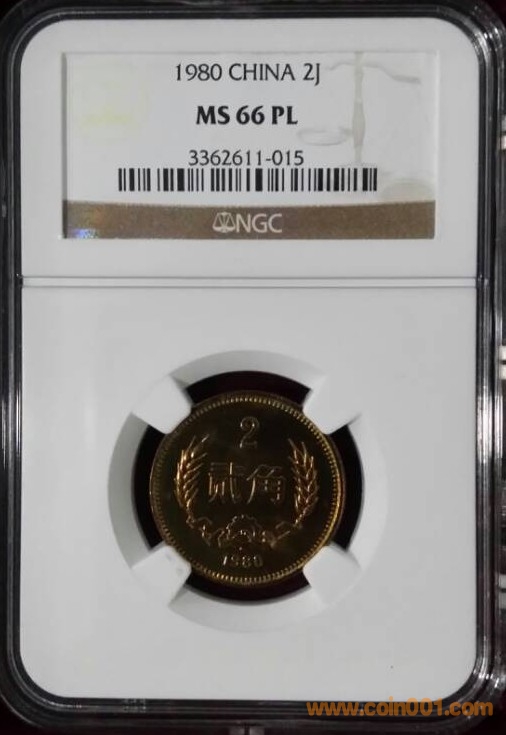 1980 CHINA 2J
MS 66 PL
3362611-015
NGC
2
贰角
1980
www.coin001.com